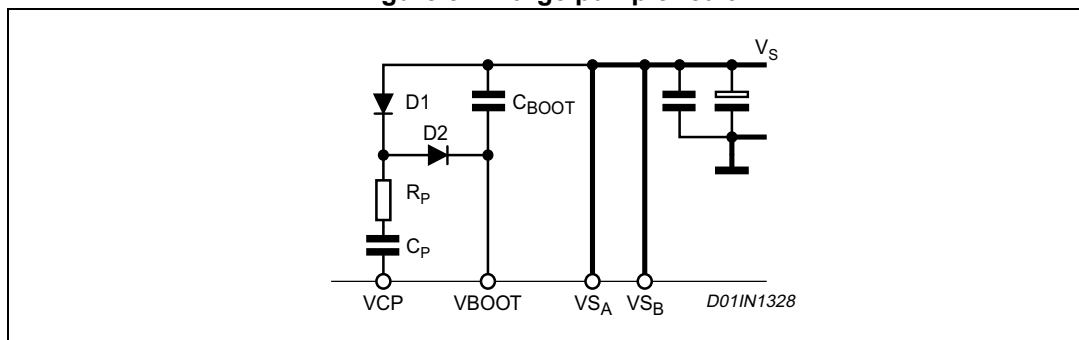 V_S
D1
C_BOOT
D2
R_P
C_P
VCP VBOOT VS_A VS_B D01IN1328